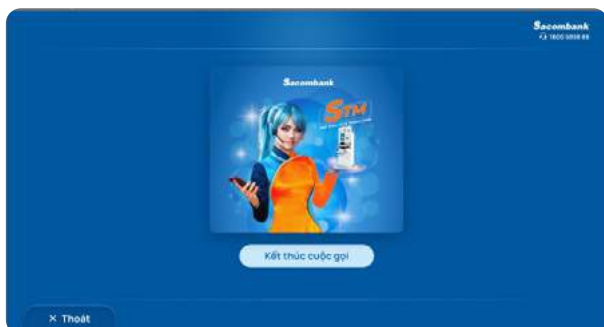 Sacombank
Sacombank
STM
Kết thúc cuộc gọi
× Thoát